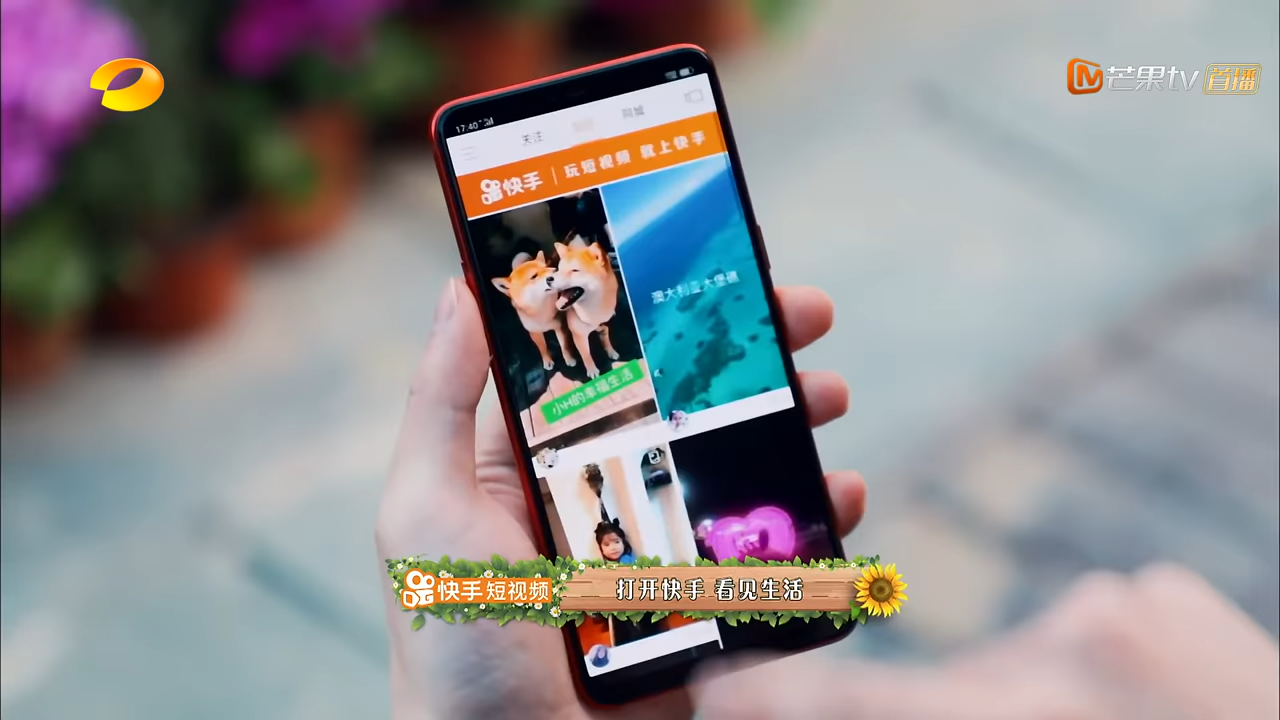 芒果tv 首播
17:40
关注
同城
快手 玩短视频 就上快手
澳大利亚大堡礁
小H的幸福生活
快手短视频 打开快手 看见生活